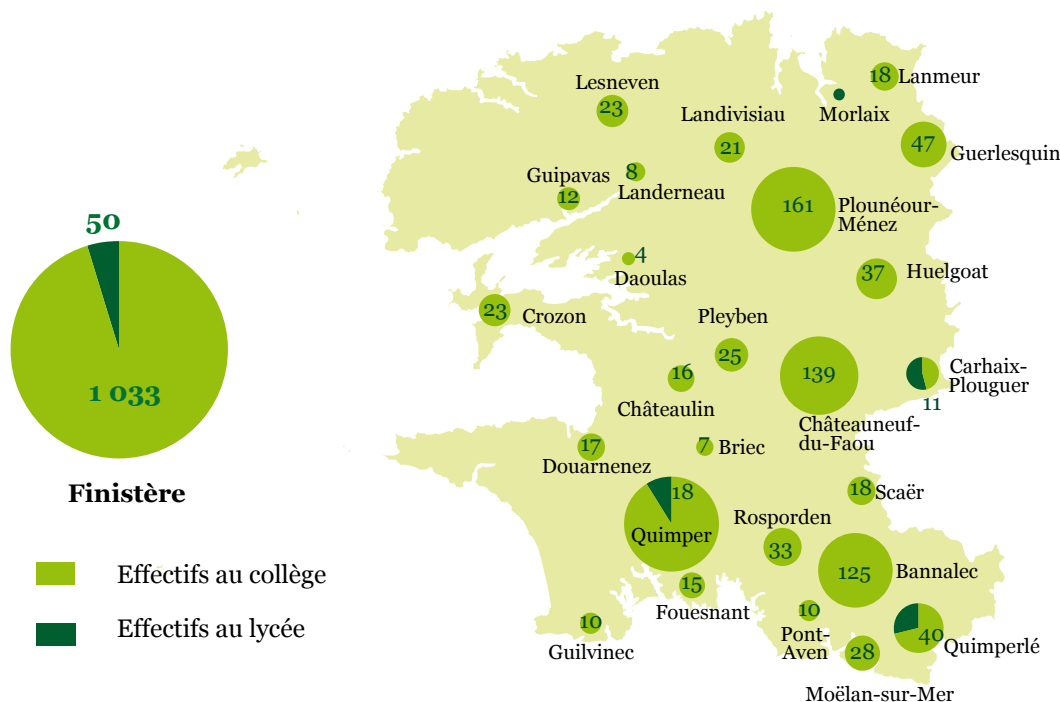 18
Lanmeur
Lesneven
23
Landivisiau
Morlaix
47
Guerlesquin
21
Guipavas
8
Landerneau
12
161
Plounéour-
Ménez
50
4
Daoulas
37
Huelgoat
23
Crozon
Pleyben
25
16
Châteaulin
139
Châteauneuf-
du-Faou
Carhaix-
Plouguer
11
1 033
Finistère
17
Douarnenez
7
Briec
18
Scaër
18
Quimper
Rosporden
33
125
Bannalec
15
Fouesnant
10
Pont-
Aven
10
Guilvinec
40
Quimperlé
28
Moëlan-sur-Mer
Effectifs au collège
Effectifs au lycée